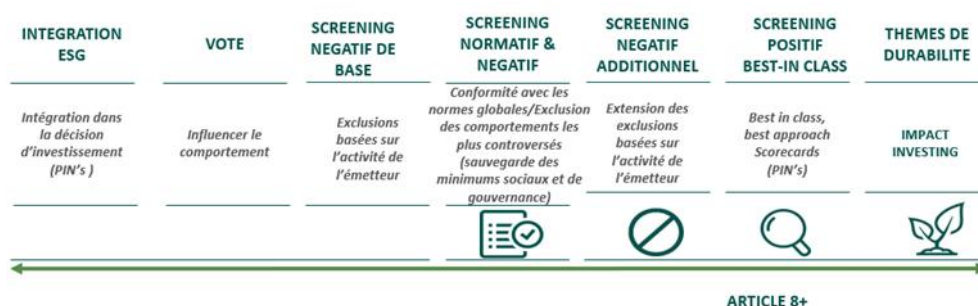 INTEGRATION
ESG
VOTE
SCREENING
NEGATIF DE
BASE
SCREENING
NORMATIF &
NEGATIF
SCREENING
NEGATIF
ADDITIONNEL
SCREENING
POSITIF
BEST-IN CLASS
THEMES DE
DURABILITE
Intégration dans
la décision
d'investissement
(PIN's )
Influencer le
comportement
Exclusions
basées sur
l'activité de
l'émetteur
Conformité avec les
normes globales/Exclusion
des comportements les
plus controversés
(sauvegarde des
minimums sociaux et de
gouvernance)
Extension des
exclusions
basées sur
l'activité de
l'émetteur
Best in class,
best approach
Scorecards
(PIN's)
IMPACT
INVESTING
ARTICLE 8+